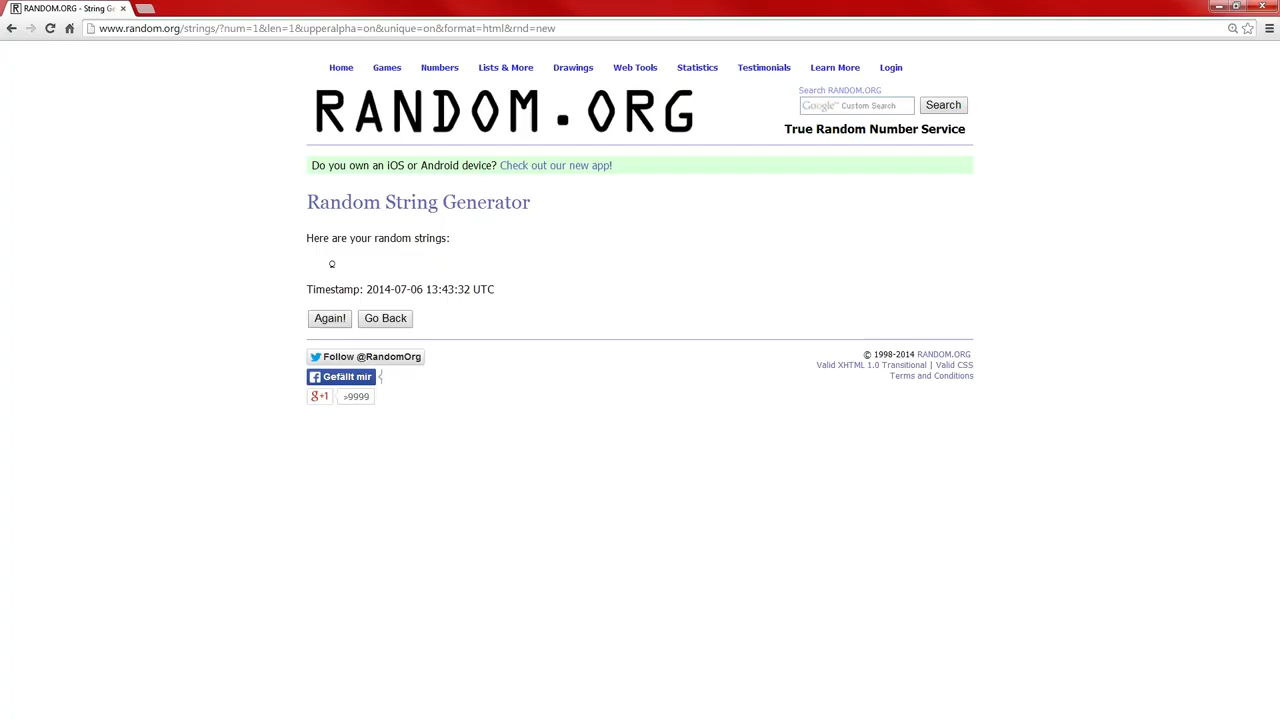 RANDOM.ORG - String Ge
www.random.org/strings/?num=1&len=1&upperalpha=on&unique=on&format=html&rnd=new
Home Games Numbers Lists & More Drawings Web Tools Statistics Testimonials Learn More Login
RANDOM.ORG
Search RANDOM.ORG
Google™ Custom Search Search
True Random Number Service
Do you own an iOS or Android device? Check out our new app!
Random String Generator
Here are your random strings:
Q
Timestamp: 2014-07-06 13:43:32 UTC
Again! Go Back
Follow @RandomOrg
Gefällt mir
g+1 >9999
© 1998-2014 RANDOM.ORG
Valid XHTML 1.0 Transitional | Valid CSS
Terms and Conditions